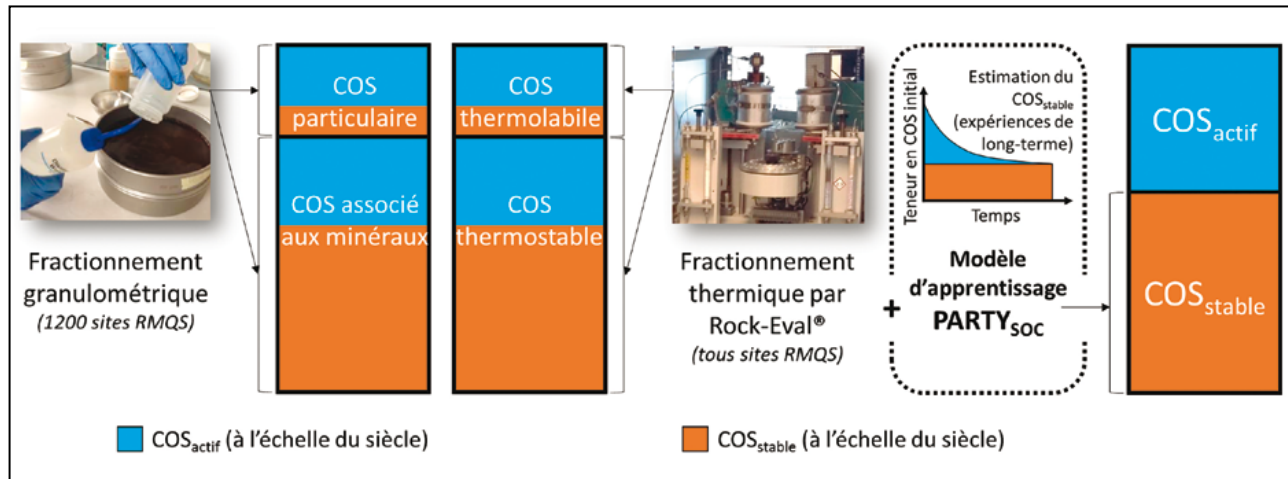 COS
particulaire
COS associé
aux minéraux
COS
thermolabile
COS
thermostable
Fractionnement
granulométrique
(1200 sites RMQS)
Fractionnement
thermique par
Rock-Eval®
(tous sites RMQS)
+
Teneur en COS initial
Estimation du
COSstable
(expériences de
long-terme)
Temps
Modèle
d'apprentissage
PARTYSOC
COSactif
COSstable
COSactif (à l'échelle du siècle)
COSstable (à l'échelle du siècle)